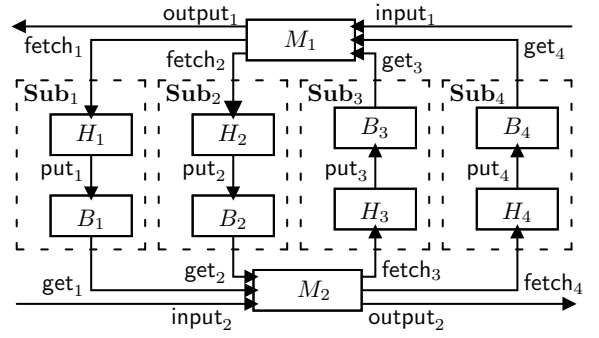 output₁ M₁ input₁
fetch₁ fetch₂ get₃ get₄
Sub₁ Sub₂ Sub₃ Sub₄
H₁ H₂ B₃ B₄
put₁ put₂ put₃ put₄
B₁ B₂ H₃ H₄
get₁ get₂ M₂ fetch₃ fetch₄
input₂ output₂